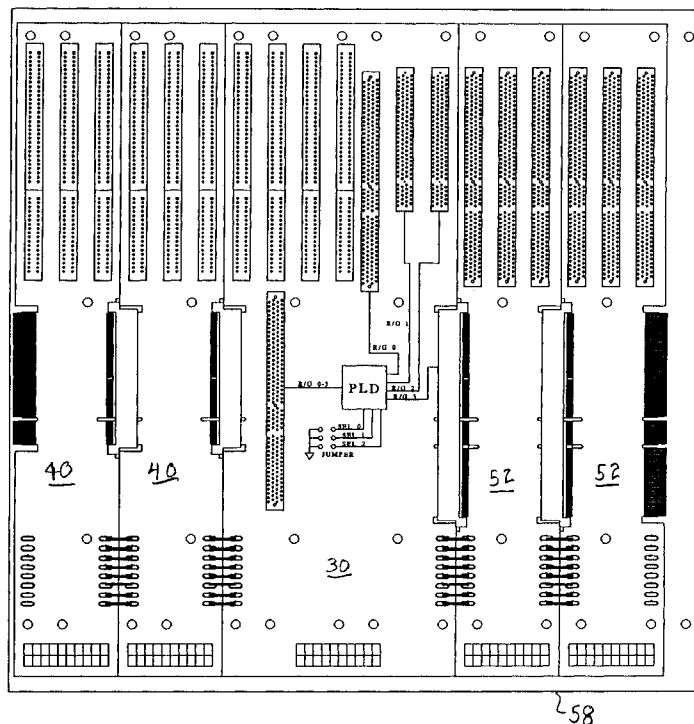 R/G 1
R/G 0
R/G 0-3
PLD
R/G 2
R/G 3
SEL 0
SEL 1
SEL 2
JUMPER
40
40
52
52
30
58